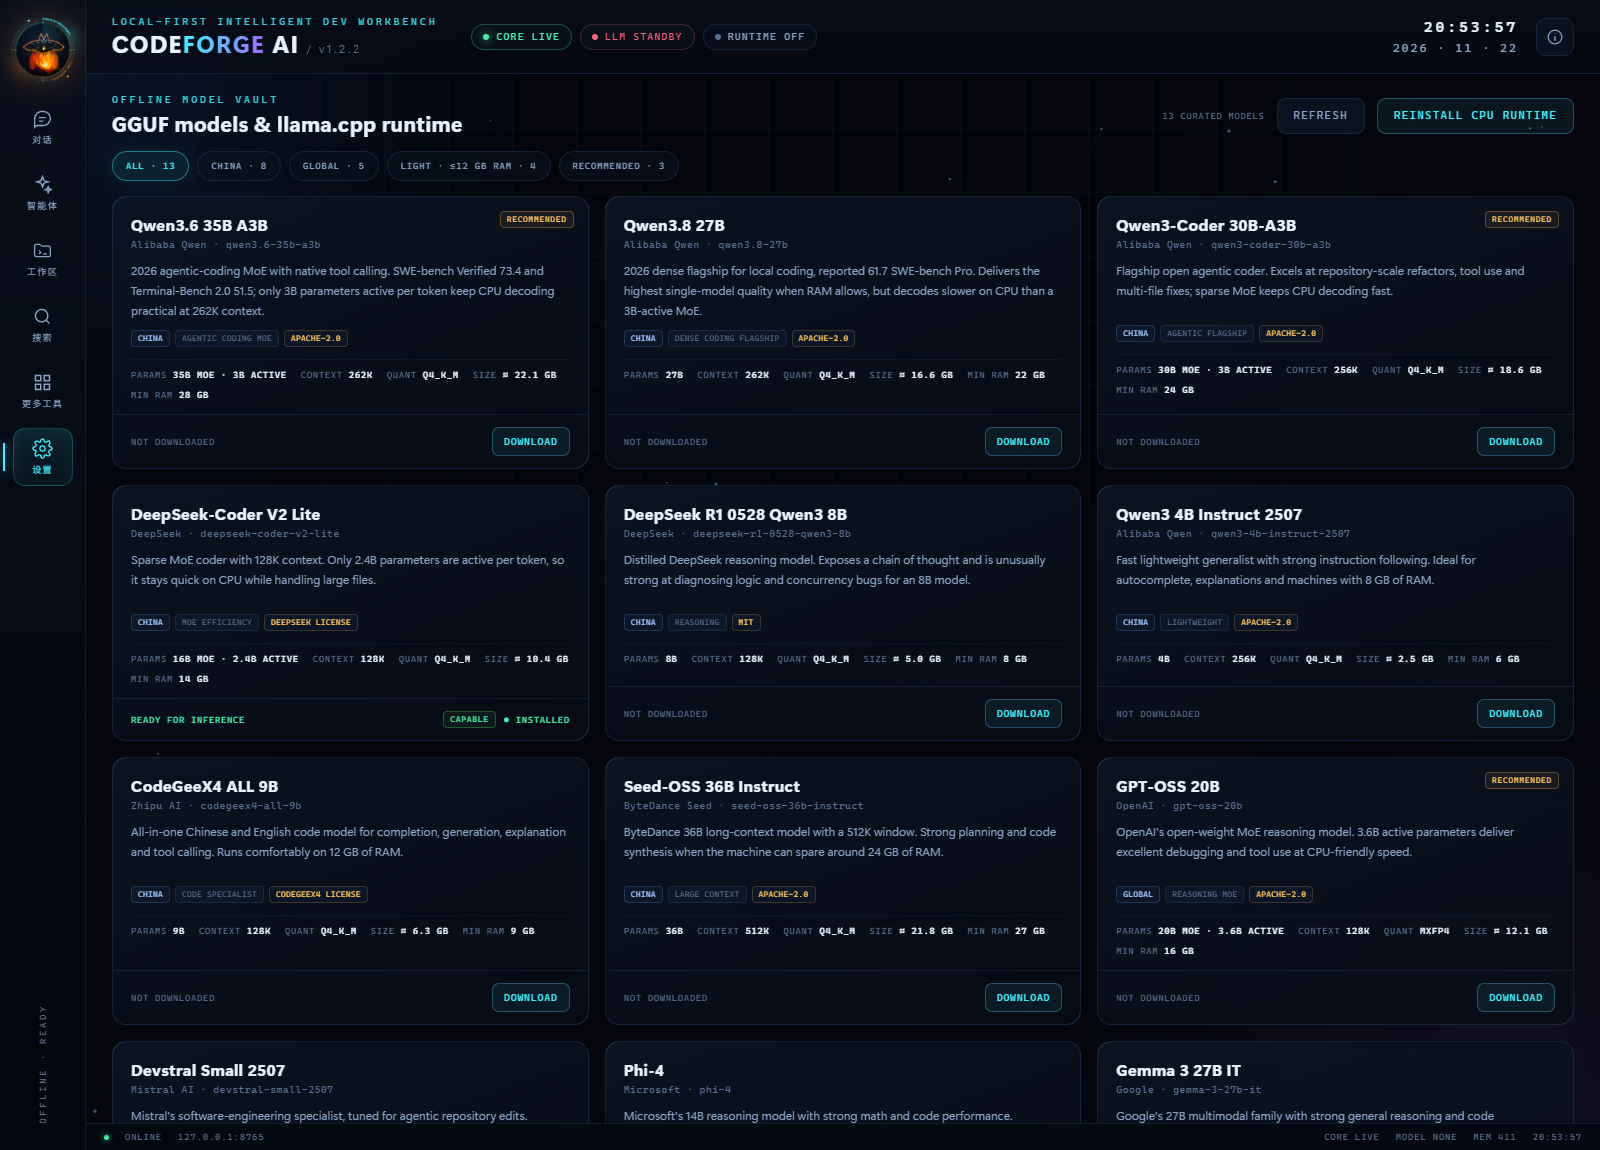 LOCAL-FIRST INTELLIGENT DEV WORKBENCH
CODEFORGE AI / v1.2.2
CORE LIVE
LLM STANDBY
RUNTIME OFF
20:53:57
2026 · 11 · 22
对话
智能体
工作区
搜索
更多工具
设置
OFFLINE · READY
OFFLINE MODEL VAULT
GGUF models & llama.cpp runtime
13 CURATED MODELS
REFRESH
REINSTALL CPU RUNTIME
ALL · 13
CHINA · 8
GLOBAL · 5
LIGHT · ≤12 GB RAM · 4
RECOMMENDED · 3
Qwen3.6 35B A3B
RECOMMENDED
Alibaba Qwen · qwen3.6-35b-a3b
2026 agentic-coding MoE with native tool calling. SWE-bench Verified 73.4 and
Terminal-Bench 2.0 51.5; only 3B parameters active per token keep CPU decoding
practical at 262K context.
CHINA AGENTIC CODING MOE APACHE-2.0
PARAMS 35B MOE · 3B ACTIVE CONTEXT 262K QUANT Q4_K_M SIZE ≈ 22.1 GB
MIN RAM 28 GB
NOT DOWNLOADED
DOWNLOAD
Qwen3.8 27B
Alibaba Qwen · qwen3.8-27b
2026 dense flagship for local coding, reported 61.7 SWE-bench Pro. Delivers the
highest single-model quality when RAM allows, but decodes slower on CPU than a
3B-active MoE.
CHINA DENSE CODING FLAGSHIP APACHE-2.0
PARAMS 27B CONTEXT 262K QUANT Q4_K_M SIZE ≈ 16.6 GB MIN RAM 22 GB
NOT DOWNLOADED
DOWNLOAD
Qwen3-Coder 30B-A3B
RECOMMENDED
Alibaba Qwen · qwen3-coder-30b-a3b
Flagship open agentic coder. Excels at repository-scale refactors, tool use and
multi-file fixes; sparse MoE keeps CPU decoding fast.
CHINA AGENTIC FLAGSHIP APACHE-2.0
PARAMS 30B MOE · 3B ACTIVE CONTEXT 256K QUANT Q4_K_M SIZE ≈ 18.6 GB
MIN RAM 24 GB
NOT DOWNLOADED
DOWNLOAD
DeepSeek-Coder V2 Lite
DeepSeek · deepseek-coder-v2-lite
Sparse MoE coder with 128K context. Only 2.4B parameters are active per token, so
it stays quick on CPU while handling large files.
CHINA MOE EFFICIENCY DEEPSEEK LICENSE
PARAMS 16B MOE · 2.4B ACTIVE CONTEXT 128K QUANT Q4_K_M SIZE ≈ 10.4 GB
MIN RAM 14 GB
READY FOR INFERENCE
CAPABLE
INSTALLED
DeepSeek R1 0528 Qwen3 8B
DeepSeek · deepseek-r1-0528-qwen3-8b
Distilled DeepSeek reasoning model. Exposes a chain of thought and is unusually
strong at diagnosing logic and concurrency bugs for an 8B model.
CHINA REASONING MIT
PARAMS 8B CONTEXT 128K QUANT Q4_K_M SIZE ≈ 5.0 GB MIN RAM 8 GB
NOT DOWNLOADED
DOWNLOAD
Qwen3 4B Instruct 2507
Alibaba Qwen · qwen3-4b-instruct-2507
Fast lightweight generalist with strong instruction following. Ideal for
autocomplete, explanations and machines with 8 GB of RAM.
CHINA LIGHTWEIGHT APACHE-2.0
PARAMS 4B CONTEXT 256K QUANT Q4_K_M SIZE ≈ 2.5 GB MIN RAM 6 GB
NOT DOWNLOADED
DOWNLOAD
CodeGeeX4 ALL 9B
Zhipu AI · codegeex4-all-9b
All-in-one Chinese and English code model for completion, generation, explanation
and tool calling. Runs comfortably on 12 GB of RAM.
CHINA CODE SPECIALIST CODEGEEX4 LICENSE
PARAMS 9B CONTEXT 128K QUANT Q4_K_M SIZE ≈ 6.3 GB MIN RAM 9 GB
NOT DOWNLOADED
DOWNLOAD
Seed-OSS 36B Instruct
ByteDance Seed · seed-oss-36b-instruct
ByteDance 36B long-context model with a 512K window. Strong planning and code
synthesis when the machine can spare around 24 GB of RAM.
CHINA LARGE CONTEXT APACHE-2.0
PARAMS 36B CONTEXT 512K QUANT Q4_K_M SIZE ≈ 21.8 GB MIN RAM 27 GB
NOT DOWNLOADED
DOWNLOAD
GPT-OSS 20B
RECOMMENDED
OpenAI · gpt-oss-20b
OpenAI's open-weight MoE reasoning model. 3.6B active parameters deliver
excellent debugging and tool use at CPU-friendly speed.
GLOBAL REASONING MOE APACHE-2.0
PARAMS 20B MOE · 3.6B ACTIVE CONTEXT 128K QUANT MXFP4 SIZE ≈ 12.1 GB
MIN RAM 16 GB
NOT DOWNLOADED
DOWNLOAD
Devstral Small 2507
Mistral AI · devstral-small-2507
Mistral's software-engineering specialist, tuned for agentic repository edits.
Phi-4
Microsoft · phi-4
Microsoft's 14B reasoning model with strong math and code performance.
Gemma 3 27B IT
Google · gemma-3-27b-it
Google's 27B multimodal family with strong general reasoning and code
ONLINE 127.0.0.1:8765
CORE LIVE MODEL NONE MEM 411 20:53:57